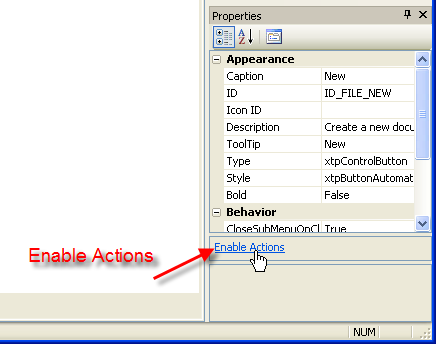 Properties
Appearance
Caption New
ID ID_FILE_NEW
Icon ID
Description Create a new docu
ToolTip New
Type xtpControlButton
Style xtpButtonAutomat
Bold False
Behavior
CloseSubMenuOnCl True
Enable Actions
Enable Actions
NUM